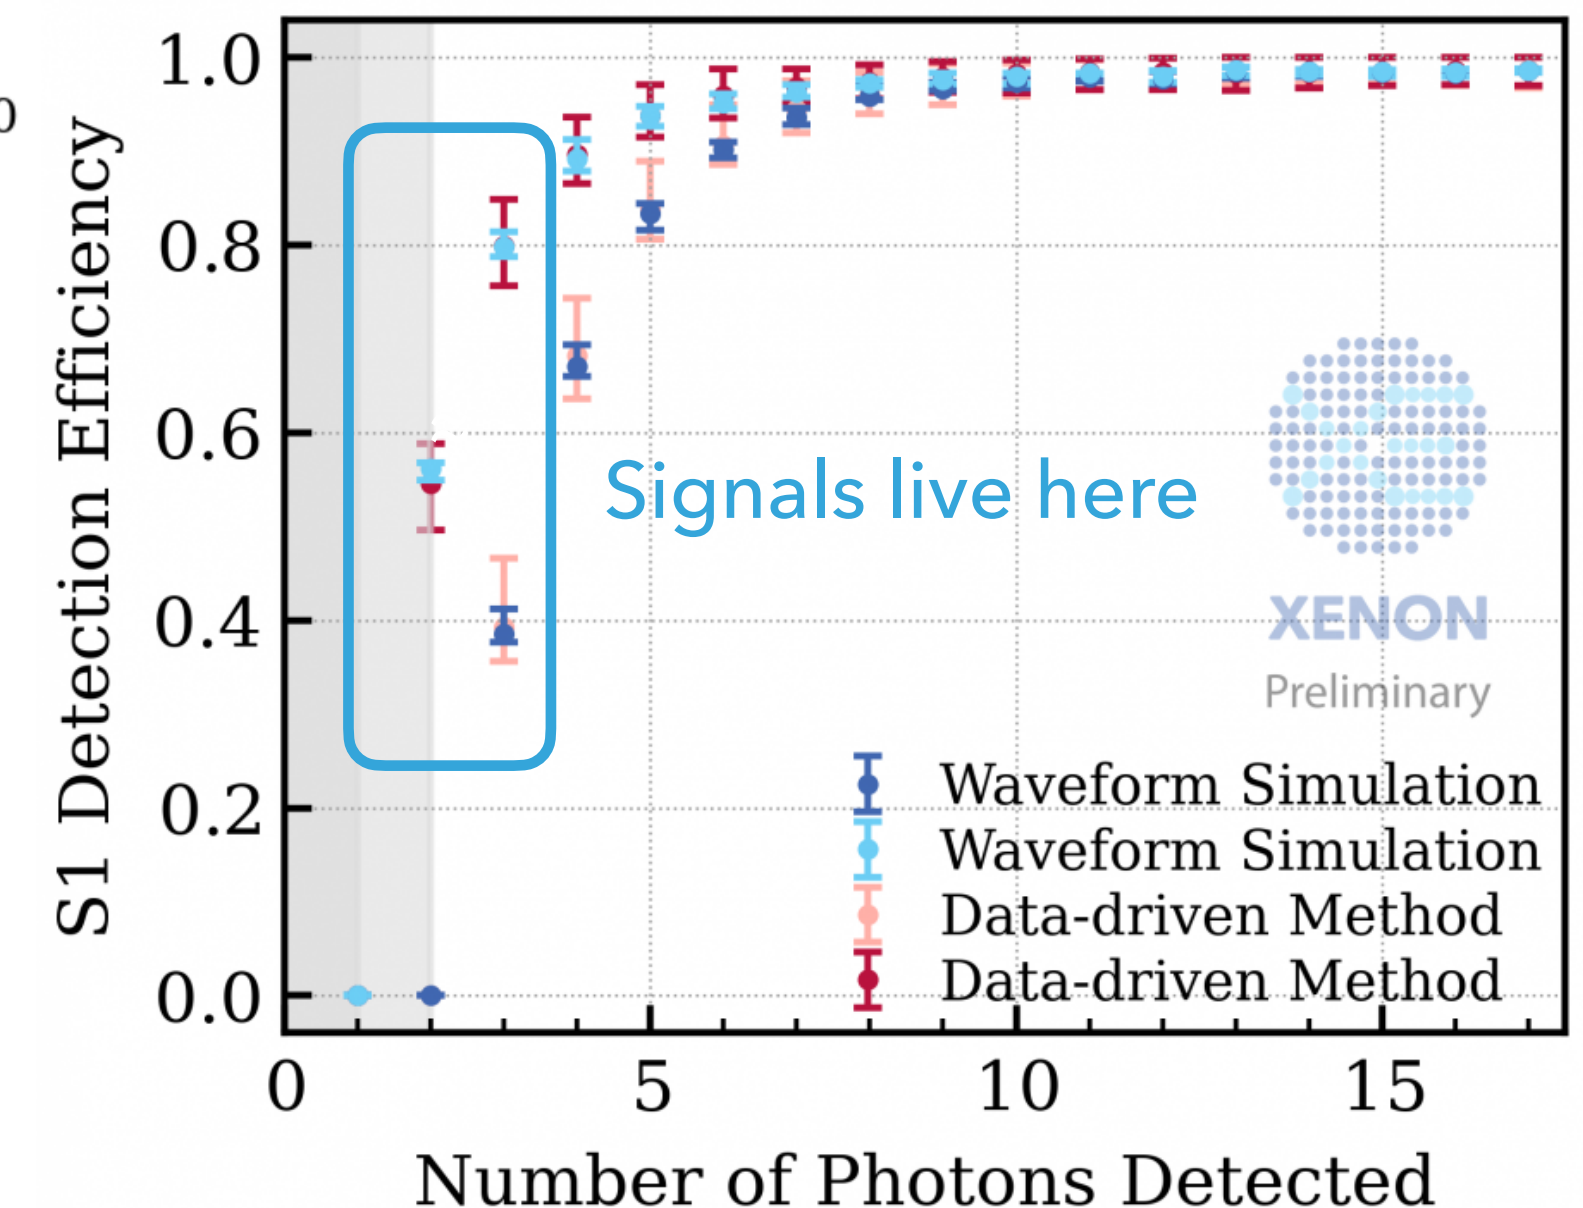 0
1.0
0.8
0.6
0.4
0.2
0.0
S1 Detection Efficiency
Signals live here
XENON
Preliminary
Waveform Simulation
Waveform Simulation
Data-driven Method
Data-driven Method
0 5 10 15
Number of Photons Detected